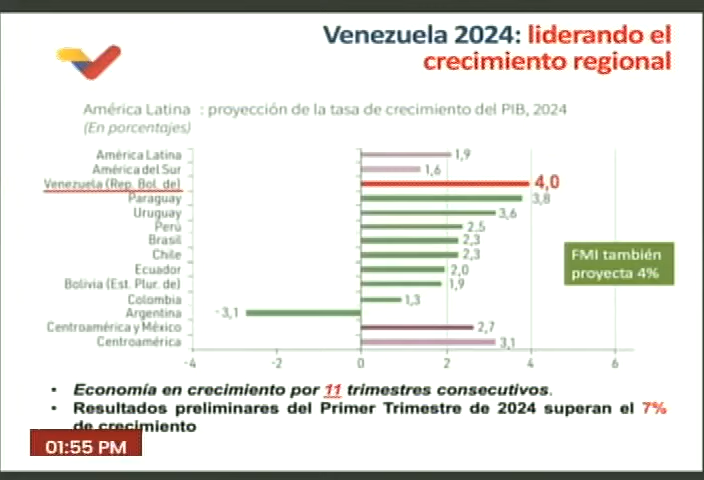 Venezuela 2024: liderando el
crecimiento regional
América Latina : proyección de la tasa de crecimiento del PIB, 2024
(En porcentajes)
América Latina 1,9
América del Sur 1,6
Venezuela (Rep. Bol. de) 4,0
Paraguay 3,8
Uruguay 3,6
Perú 2,5
Brasil 2,3
Chile 2,3
Ecuador 2,0
Bolivia (Est. Plur. de) 1,9
Colombia 1,3
Argentina -3,1
Centroamérica y México 2,7
Centroamérica 3,1
-4 -2 0 2 4 6
FMI también
proyecta 4%
• Economía en crecimiento por 11 trimestres consecutivos.
• Resultados preliminares del Primer Trimestre de 2024 superan el 7%
de crecimiento
01:55 PM